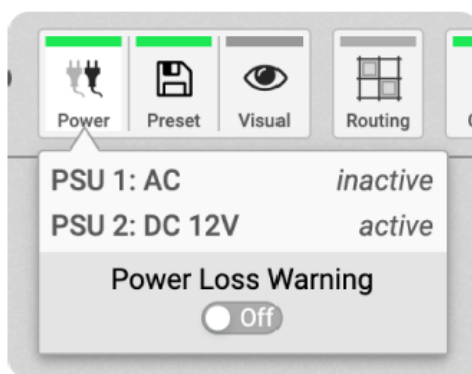 Power
Preset
Visual
Routing
PSU 1: AC
inactive
PSU 2: DC 12V
active
Power Loss Warning
Off